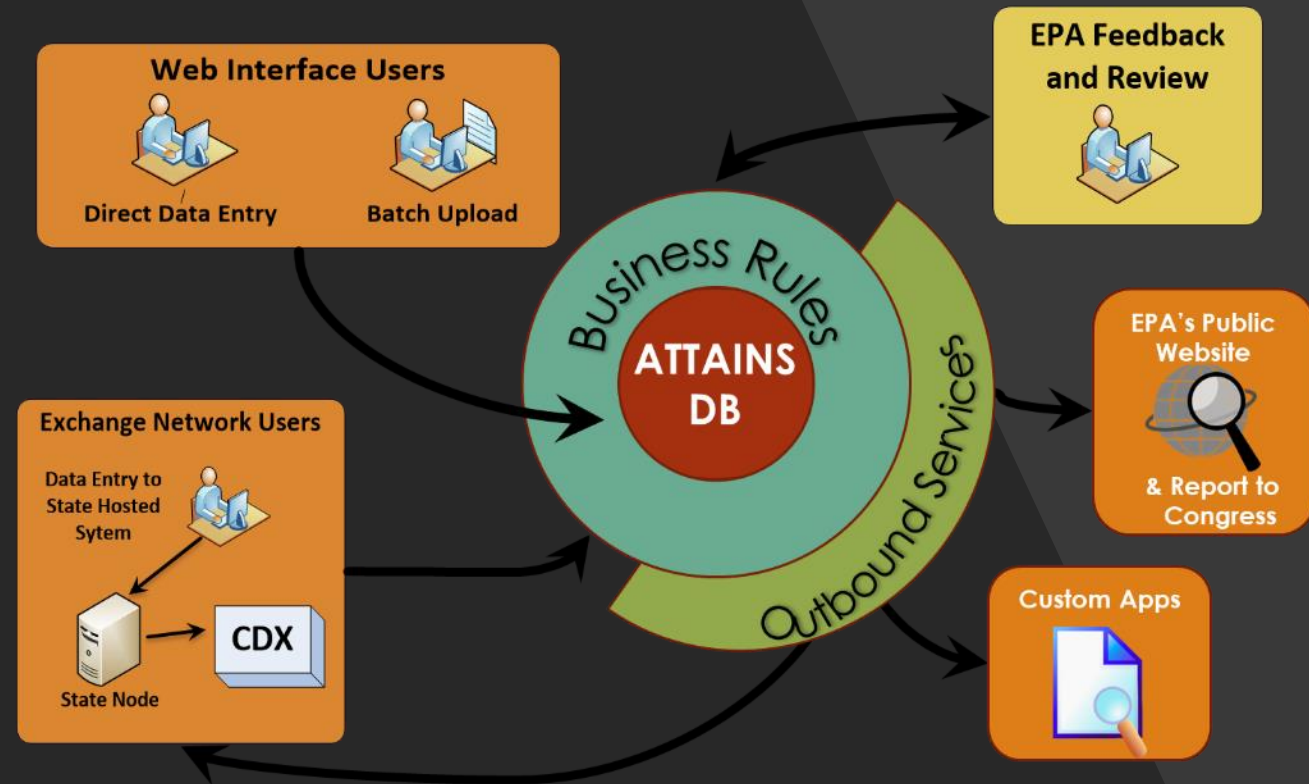 Web Interface Users
Direct Data Entry
Batch Upload
EPA Feedback
and Review
Business Rules
ATTAINS
DB
Outbound Services
EPA's Public
Website
& Report to
Congress
Exchange Network Users
Data Entry to
State Hosted
Sytem
CDX
State Node
Custom Apps